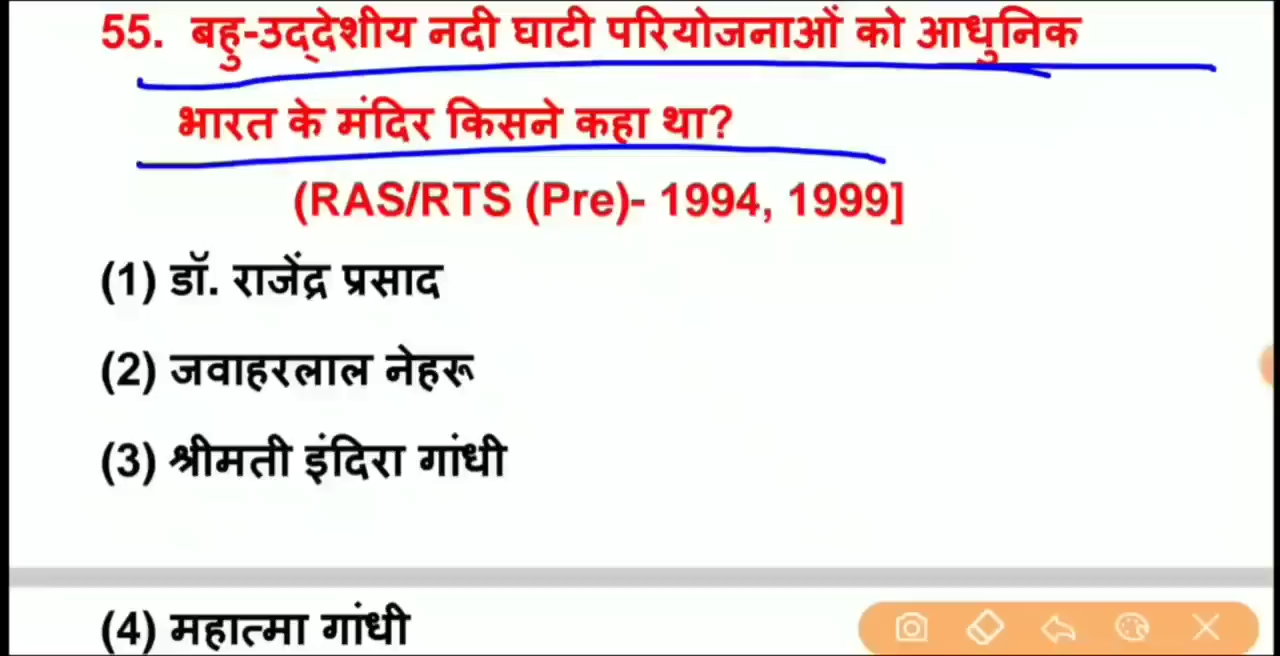 55. बहु-उद्देशीय नदी घाटी परियोजनाओं को आधुनिक
भारत के मंदिर किसने कहा था?
(RAS/RTS (Pre)- 1994, 1999]
(1) डॉ. राजेंद्र प्रसाद
(2) जवाहरलाल नेहरू
(3) श्रीमती इंदिरा गांधी
(4) महात्मा गांधी